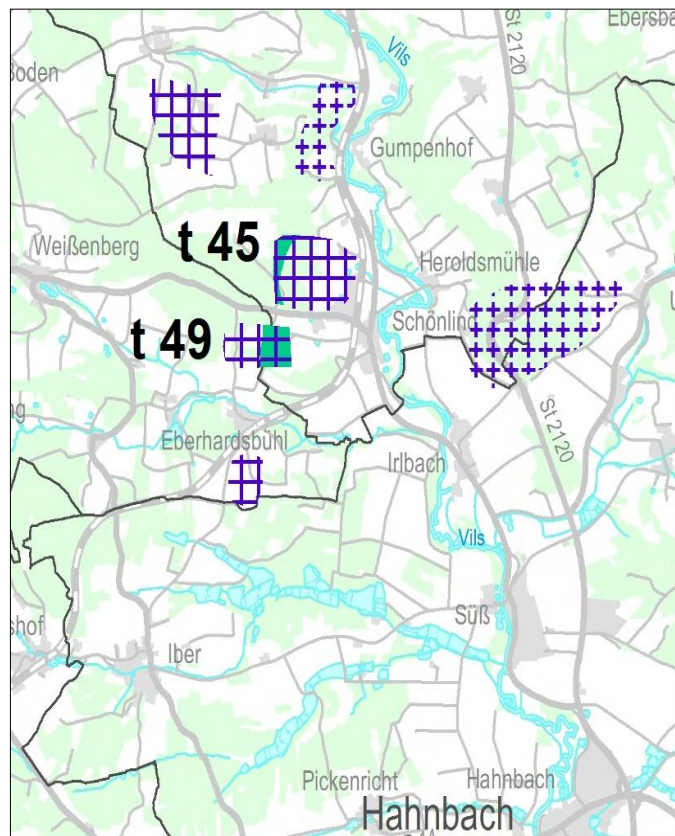 Ebersba
Boden
Vils
St 2120
Gumpenhof
t 45
Weißenberg
Heroldsmühle
Schönlind
t 49
Eberhardsbühl
St 2120
Irlbach
Vils
Süß
Iber
Pickenricht
Hahnbach
Hahnbach